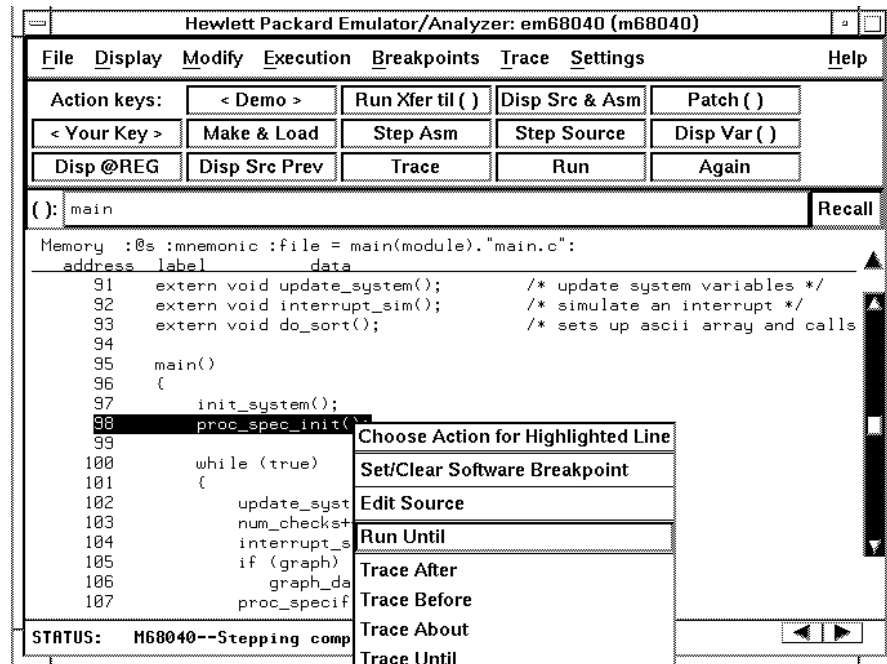 Hewlett Packard Emulator/Analyzer: em68040 (m68040)
File Display Modify Execution Breakpoints Trace Settings Help
Action keys: < Demo > Run Xfer til ( ) Disp Src & Asm Patch ( )
< Your Key > Make & Load Step Asm Step Source Disp Var ( )
Disp @REG Disp Src Prev Trace Run Again
( ): main Recall
Memory :@s :mnemonic :file = main(module)."main.c":
address label data
91 extern void update_system(); /* update system variables */
92 extern void interrupt_sim(); /* simulate an interrupt */
93 extern void do_sort(); /* sets up ascii array and calls
94
95 main()
96 {
97 init_system();
98 proc_spec_init();
99
100 while (true)
101 {
102 update_syst
103 num_checks+
104 interrupt_s
105 if (graph)
106 graph_da
107 proc_specif
Choose Action for Highlighted Line
Set/Clear Software Breakpoint
Edit Source
Run Until
Trace After
Trace Before
Trace About
Trace Until
STATUS: M68040--Stepping comp